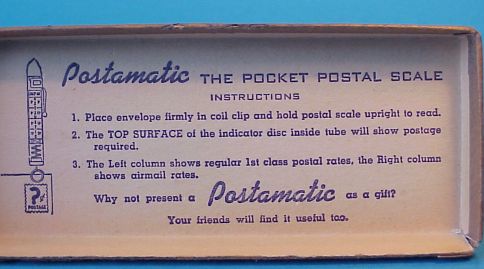 Postamatic THE POCKET POSTAL SCALE
INSTRUCTIONS
1. Place envelope firmly in coil clip and hold postal scale upright to read.
2. The TOP SURFACE of the indicator disc inside tube will show postage
required.
3. The Left column shows regular 1st class postal rates, the Right column
shows airmail rates.
?
POSTAGE
Why not present a Postamatic as a gift?
Your friends will find it useful too.